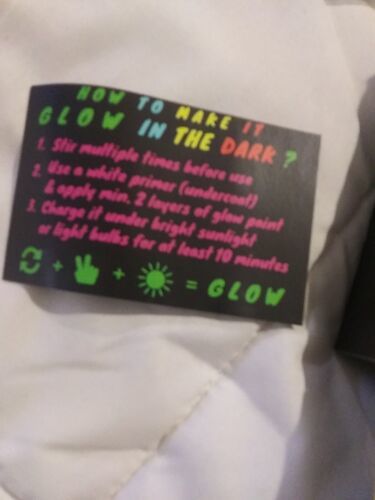 HOW TO MAKE IT
GLOW IN THE DARK ?
1. Stir multiple times before use
2. Use a white primer (undercoat)
& apply min. 2 layers of glow paint
3. Charge it under bright sunlight
or light bulbs for at least 10 minutes
+ + = GLOW